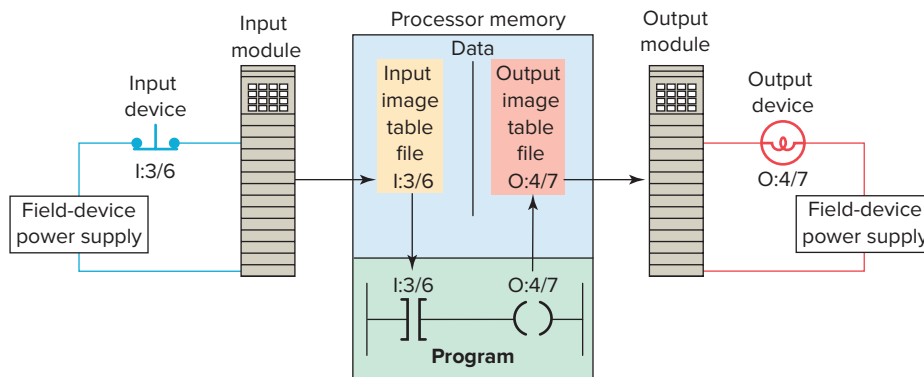 Processor memory
Input
module
Output
module
Data
Input
device
Input
image
table
file
I:3/6
Output
image
table
file
O:4/7
Output
device
I:3/6
O:4/7
Field-device
power supply
Field-device
power supply
I:3/6
O:4/7
Program